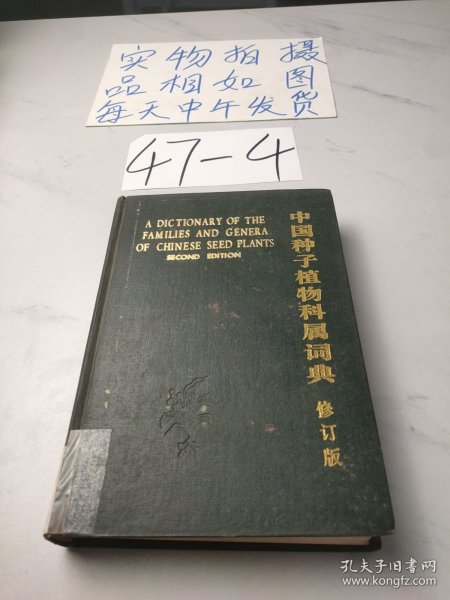 实物拍摄
品相如图
每天中午发货
47-4
A DICTIONARY OF THE
FAMILIES AND GENERA
OF CHINESE SEED PLANTS
SECOND EDITION
中国种子植物科属词典
修订版
孔夫子旧书网
www.kongfz.com